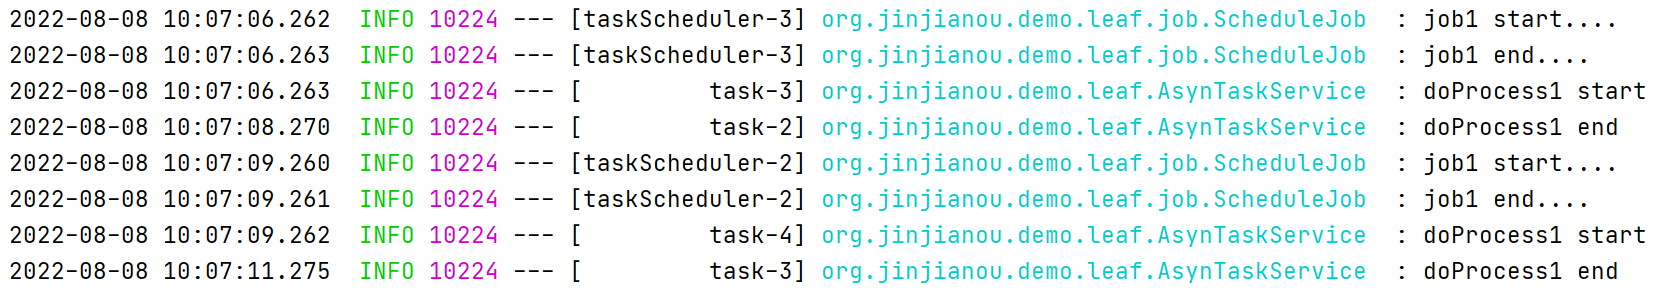 2022-08-08 10:07:06.262  INFO 10224 --- [taskScheduler-3] org.jinjianou.demo.leaf.job.ScheduleJob  : job1 start....
2022-08-08 10:07:06.263  INFO 10224 --- [taskScheduler-3] org.jinjianou.demo.leaf.job.ScheduleJob  : job1 end....
2022-08-08 10:07:06.263  INFO 10224 --- [         task-3] org.jinjianou.demo.leaf.AsynTaskService  : doProcess1 start
2022-08-08 10:07:08.270  INFO 10224 --- [         task-2] org.jinjianou.demo.leaf.AsynTaskService  : doProcess1 end
2022-08-08 10:07:09.260  INFO 10224 --- [taskScheduler-2] org.jinjianou.demo.leaf.job.ScheduleJob  : job1 start....
2022-08-08 10:07:09.261  INFO 10224 --- [taskScheduler-2] org.jinjianou.demo.leaf.job.ScheduleJob  : job1 end....
2022-08-08 10:07:09.262  INFO 10224 --- [         task-4] org.jinjianou.demo.leaf.AsynTaskService  : doProcess1 start
2022-08-08 10:07:11.275  INFO 10224 --- [         task-3] org.jinjianou.demo.leaf.AsynTaskService  : doProcess1 end